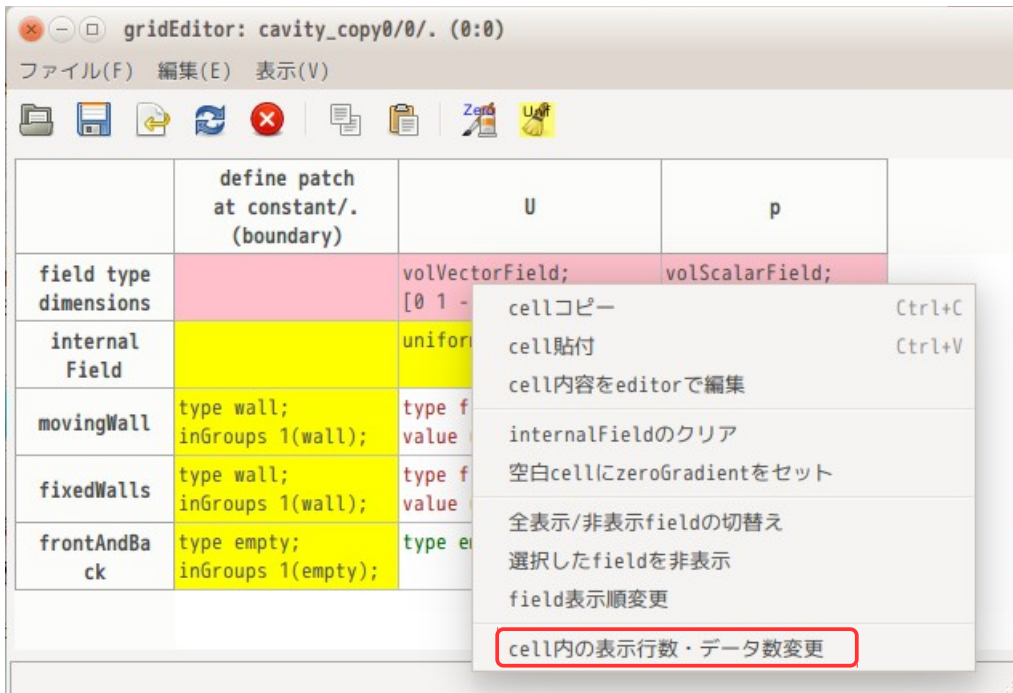 gridEditor: cavity_copy0/0/. (0:0)
ファイル(F) 編集(E) 表示(V)
Zero
Unif
define patch
at constant/.
(boundary)
U
p
field type
dimensions
volVectorField;
[0 1 -
volScalarField;
internal
Field
unifor
movingWall
type wall;
inGroups 1(wall);
type f
value
fixedWalls
type wall;
inGroups 1(wall);
type f
value
frontAndBa
ck
type empty;
inGroups 1(empty);
type e
cellコピー Ctrl+C
cell貼付 Ctrl+V
cell内容をeditorで編集
internalFieldのクリア
空白cellにzeroGradientをセット
全表示/非表示fieldの切替え
選択したfieldを非表示
field表示順変更
cell内の表示行数・データ数変更